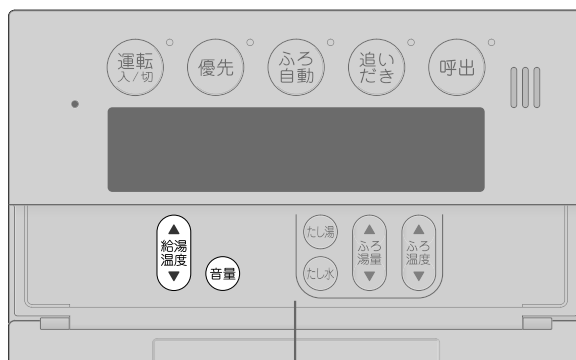 運転
入/切
優先
ふろ
自動
追い
だき
呼出
給湯
温度
音量
たし湯
たし水
ふろ
湯量
ふろ
温度